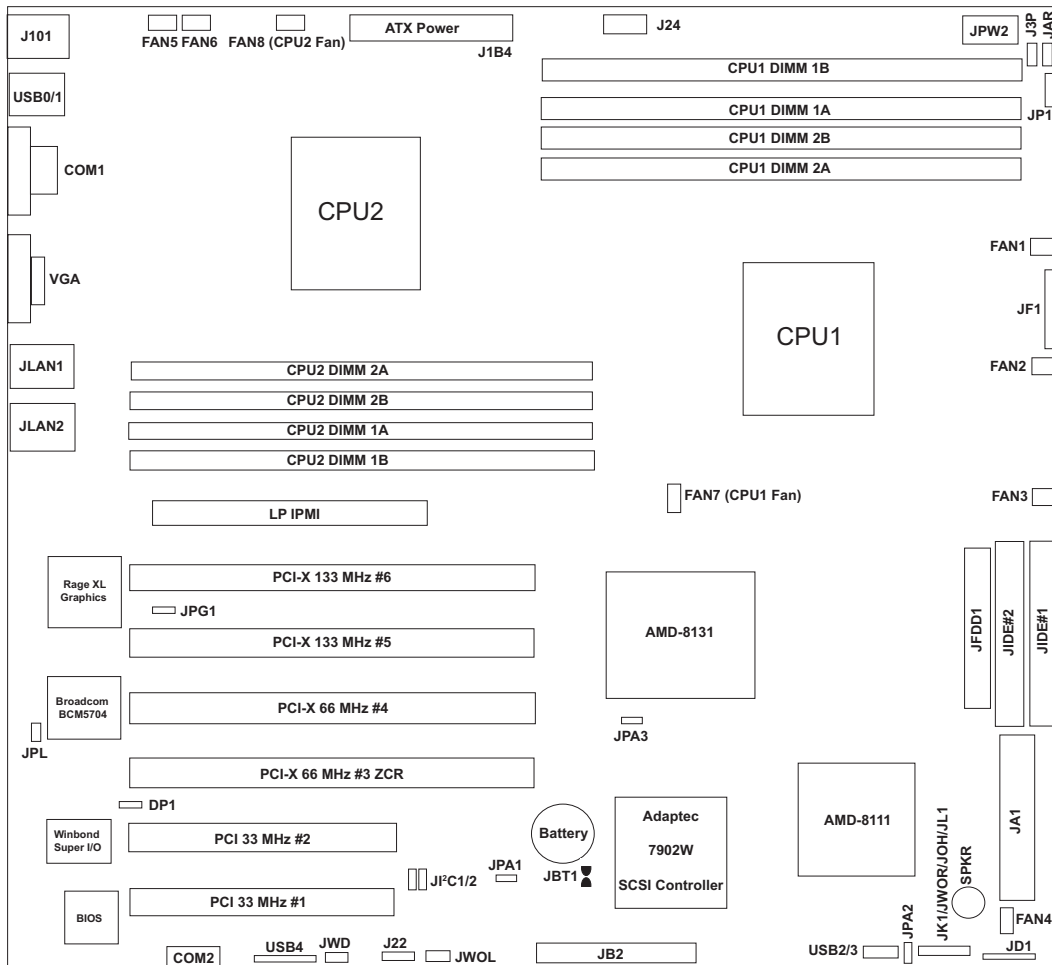 J101
FAN5 FAN6
FAN8 (CPU2 Fan)
ATX Power
J1B4
J24
JPW2
J3P
JAR
USB0/1
CPU1 DIMM 1B
CPU1 DIMM 1A
JP1
CPU1 DIMM 2B
CPU1 DIMM 2A
COM1
CPU2
FAN1
VGA
JF1
CPU1
JLAN1
FAN2
CPU2 DIMM 2A
CPU2 DIMM 2B
JLAN2
CPU2 DIMM 1A
CPU2 DIMM 1B
FAN7 (CPU1 Fan)
FAN3
LP IPMI
Rage XL
Graphics
PCI-X 133 MHz #6
JPG1
AMD-8131
JFDD1
JIDE#2
JIDE#1
PCI-X 133 MHz #5
Broadcom
BCM5704
PCI-X 66 MHz #4
JPL
JPA3
PCI-X 66 MHz #3 ZCR
DP1
Winbond
Super I/O
PCI 33 MHz #2
Battery
Adaptec
7902W
SCSI Controller
AMD-8111
JA1
JI²C1/2
JPA1
JBT1
BIOS
PCI 33 MHz #1
JPA2
JK1/JWOR/JOH/JL1
SPKR
FAN4
COM2
USB4
JWD
J22
JWOL
JB2
USB2/3
JD1